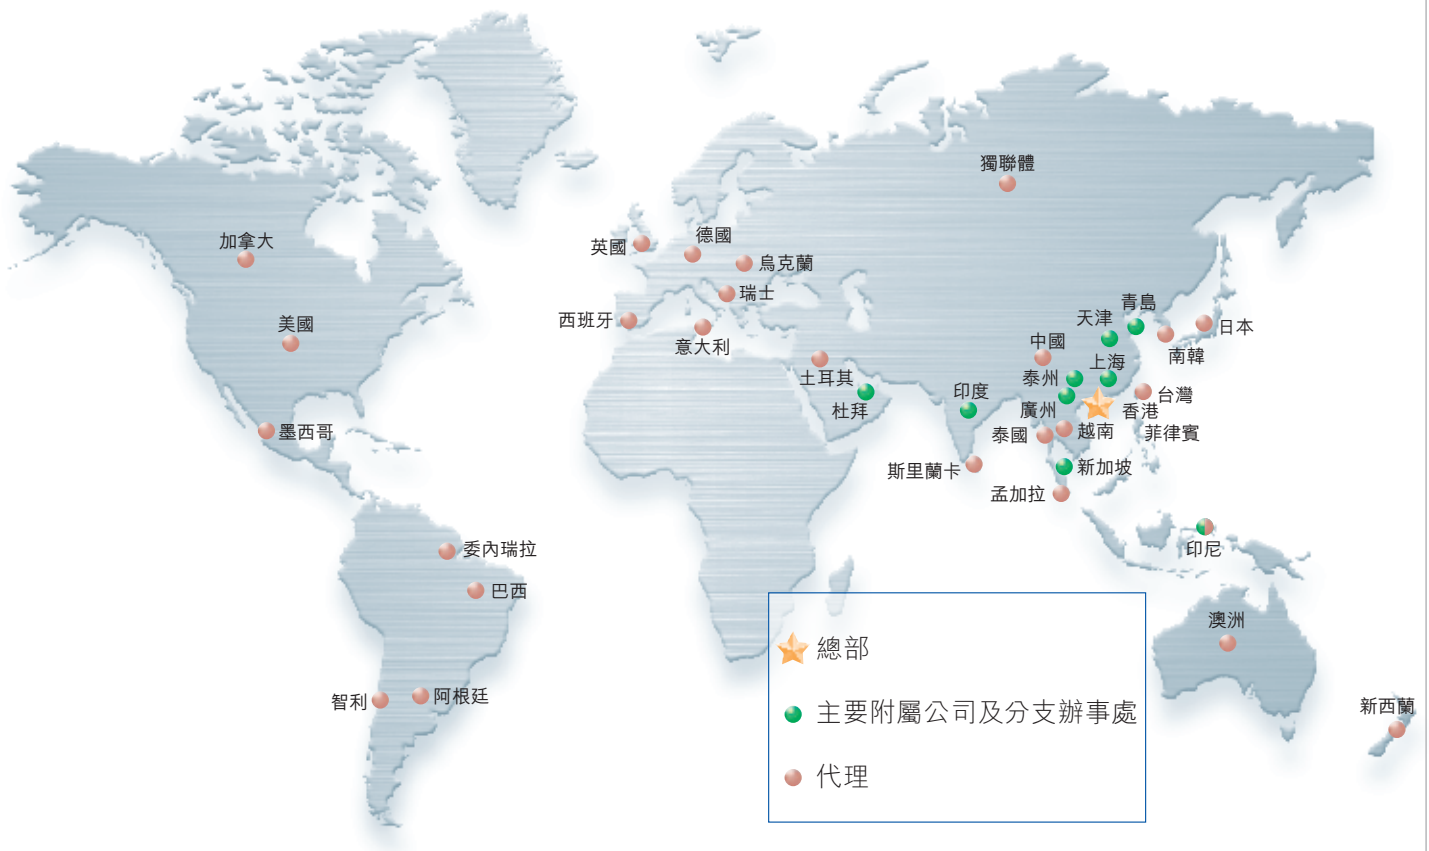 獨聯體
加拿大
英國
德國
烏克蘭
瑞士
青島
西班牙
天津
日本
美國
意大利
中國
上海
南韓
土耳其
泰州
印度
台灣
杜拜
廣州
香港
墨西哥
泰國
越南
菲律賓
斯里蘭卡
新加坡
孟加拉
委內瑞拉
印尼
巴西
澳洲
總部
智利
阿根廷
新西蘭
主要附屬公司及分支辦事處
代理